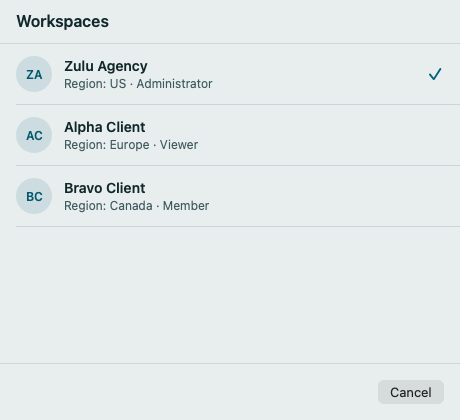 Workspaces
ZA
Zulu Agency
Region: US · Administrator
AC
Alpha Client
Region: Europe · Viewer
BC
Bravo Client
Region: Canada · Member
Cancel